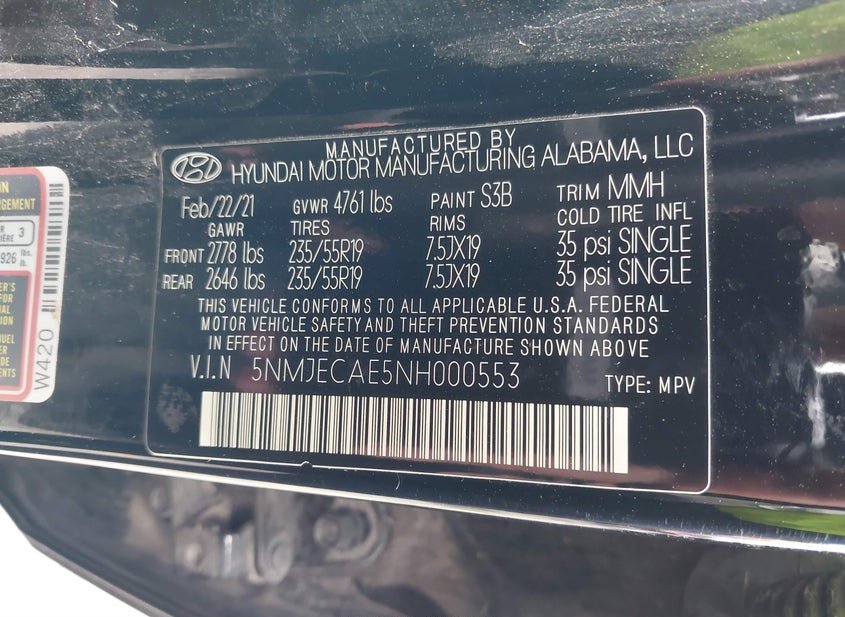 MANUFACTURED BY
HYUNDAI MOTOR MANUFACTURING ALABAMA, LLC
Feb/22/21 GVWR 4761 lbs PAINT S3B TRIM MMH
GAWR TIRES RIMS COLD TIRE INFL
FRONT 2778 lbs 235/55R19 7.5JX19 35 psi SINGLE
REAR 2646 lbs 235/55R19 7.5JX19 35 psi SINGLE
THIS VEHICLE CONFORMS TO ALL APPLICABLE U.S.A. FEDERAL
MOTOR VEHICLE SAFETY AND THEFT PREVENTION STANDARDS
IN EFFECT ON THE DATE OF MANUFACTURE SHOWN ABOVE
V.I.N 5NMJECAE5NH000553 TYPE: MPV
3
926 lbs.
W420